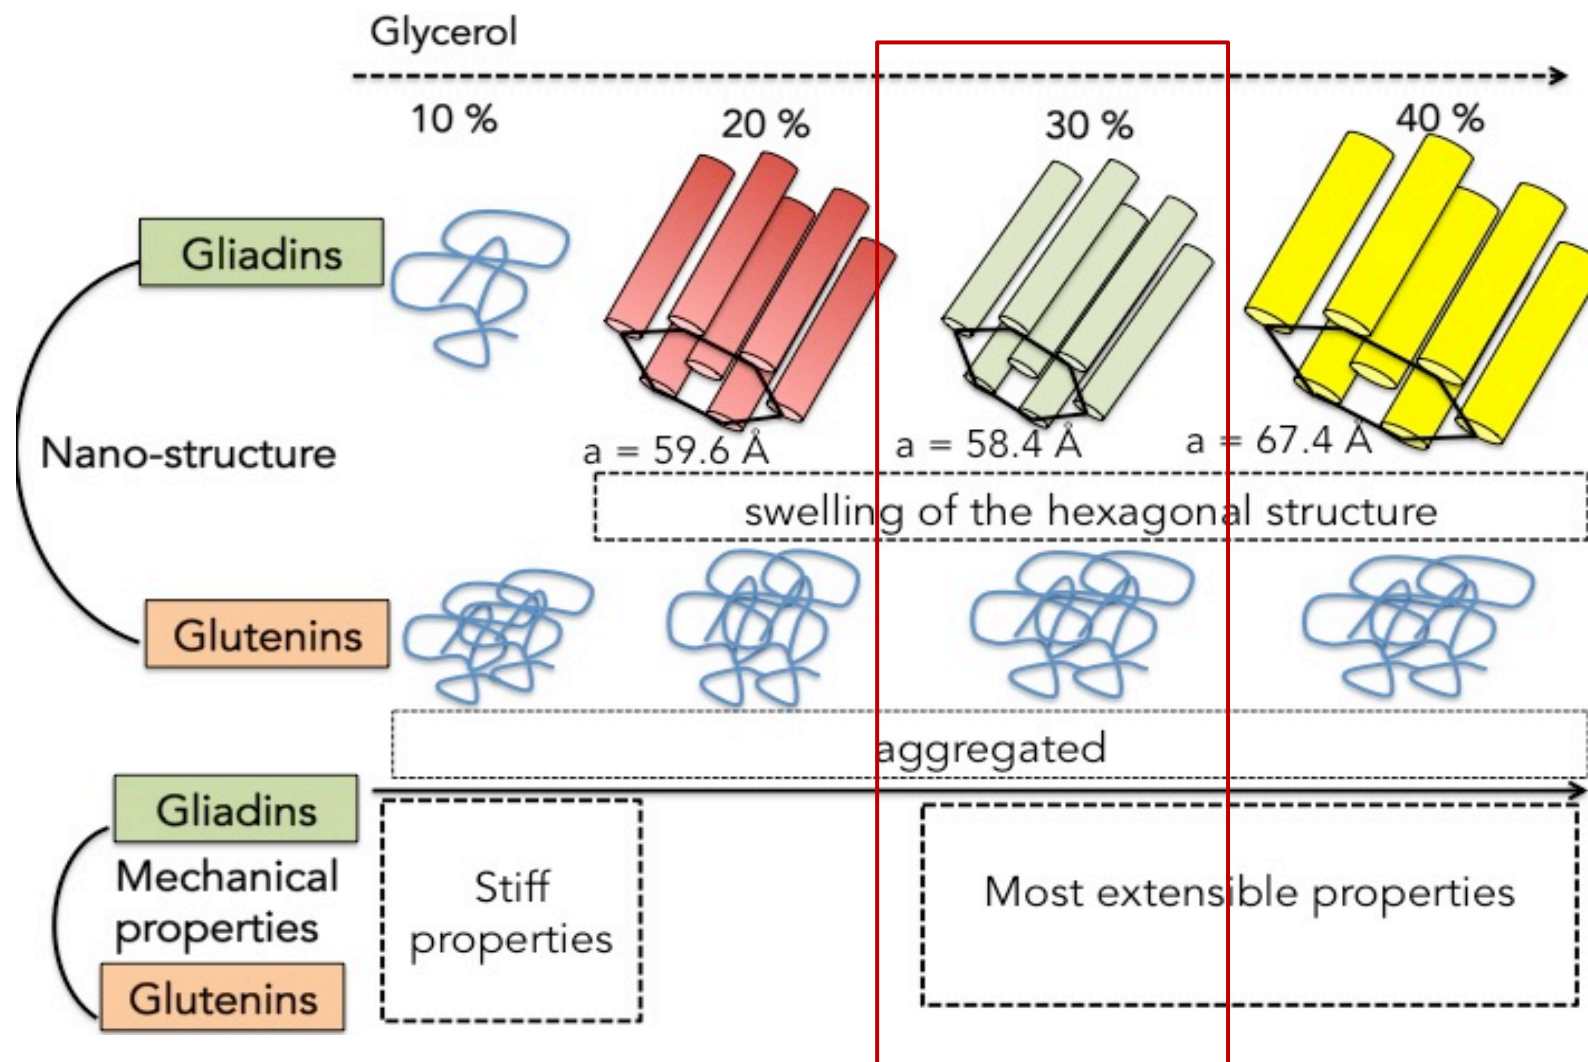 Glycerol
10 %
20 %
30 %
40 %
Gliadins
Nano-structure
a = 59.6 Å
a = 58.4 Å
a = 67.4 Å
swelling of the hexagonal structure
Glutenins
aggregated
Gliadins
Mechanical
properties
Glutenins
Stiff
properties
Most extensible properties